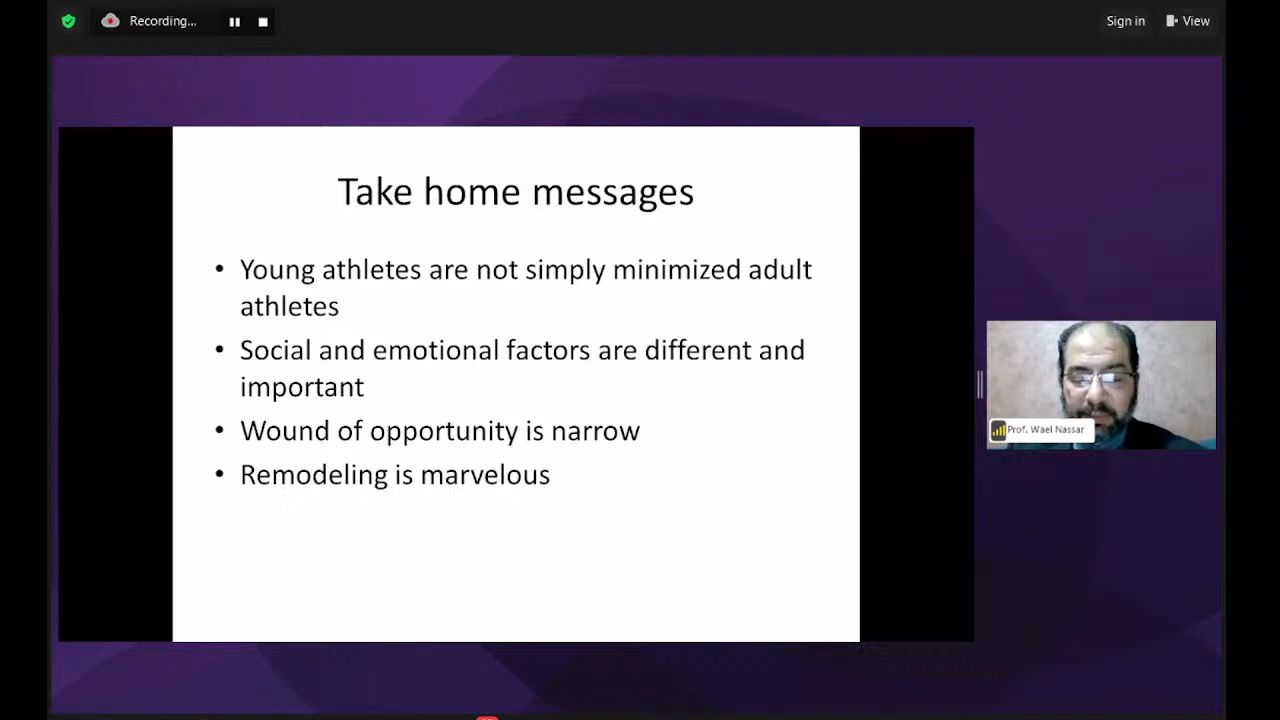 Recording...
Sign in
View
Take home messages
• Young athletes are not simply minimized adult
athletes
• Social and emotional factors are different and
important
• Wound of opportunity is narrow
• Remodeling is marvelous
Prof. Wael Nassar